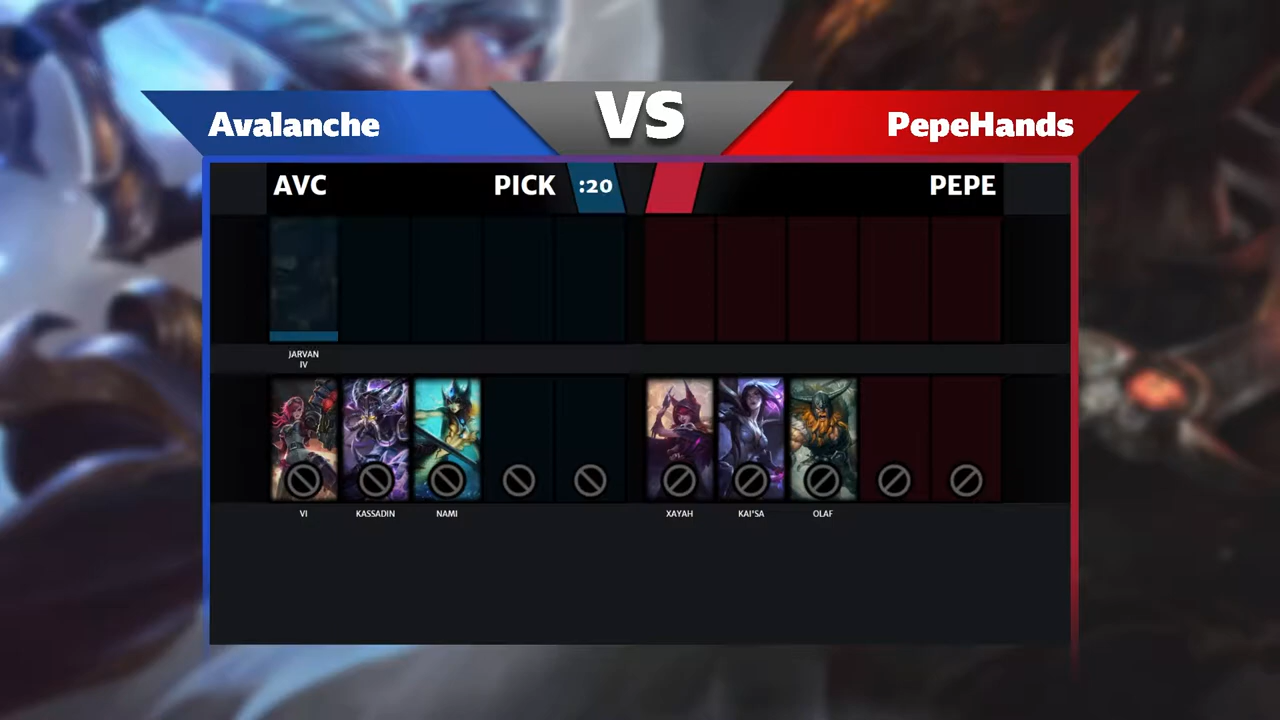 Avalanche VS PepeHands
AVC PICK :20 PEPE
JARVAN
IV
VI KASSADIN NAMI XAYAH KAI'SA OLAF